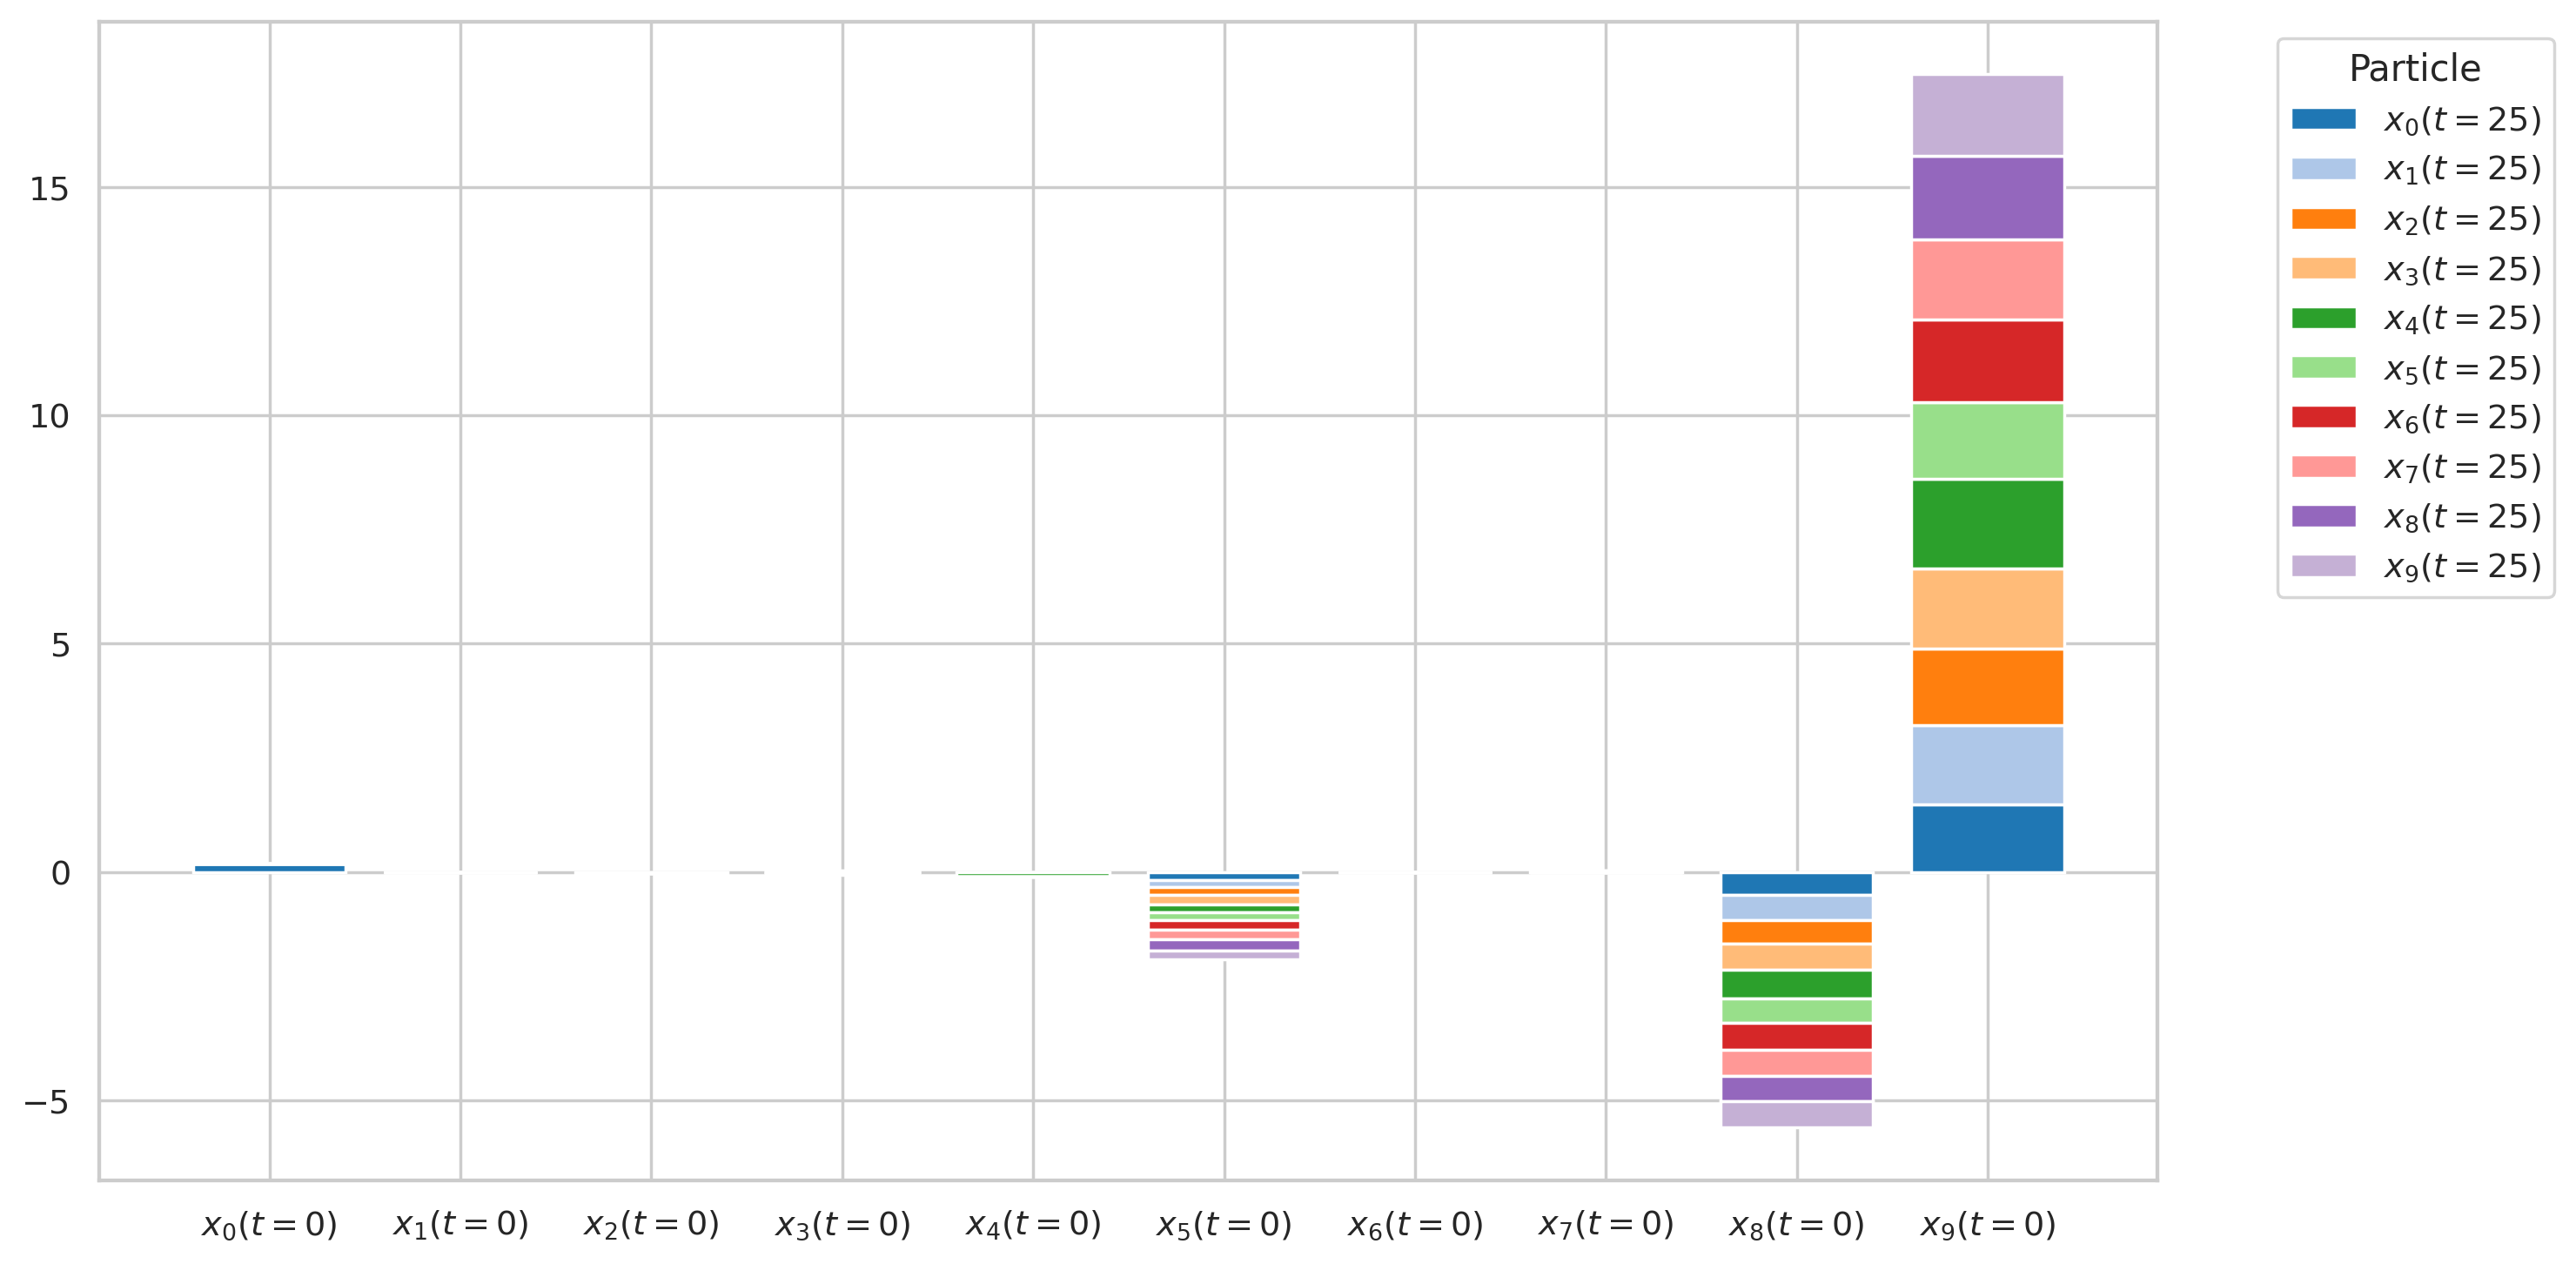 15
10
5
0
−5
x₀(t = 0) x₁(t = 0) x₂(t = 0) x₃(t = 0) x₄(t = 0) x₅(t = 0) x₆(t = 0) x₇(t = 0) x₈(t = 0) x₉(t = 0)
Particle
x₀(t = 25)
x₁(t = 25)
x₂(t = 25)
x₃(t = 25)
x₄(t = 25)
x₅(t = 25)
x₆(t = 25)
x₇(t = 25)
x₈(t = 25)
x₉(t = 25)